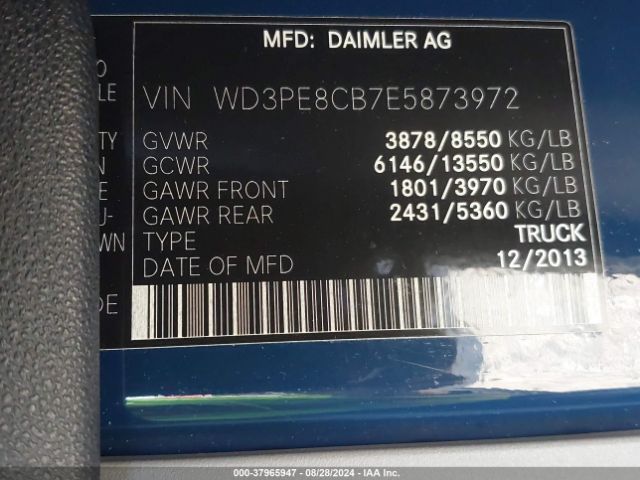 MFD: DAIMLER AG
VIN WD3PE8CB7E5873972
GVWR 3878/8550 KG/LB
GCWR 6146/13550 KG/LB
GAWR FRONT 1801/3970 KG/LB
GAWR REAR 2431/5360 KG/LB
TYPE TRUCK
DATE OF MFD 12/2013
000-37965947 - 08/28/2024 - IAA Inc.